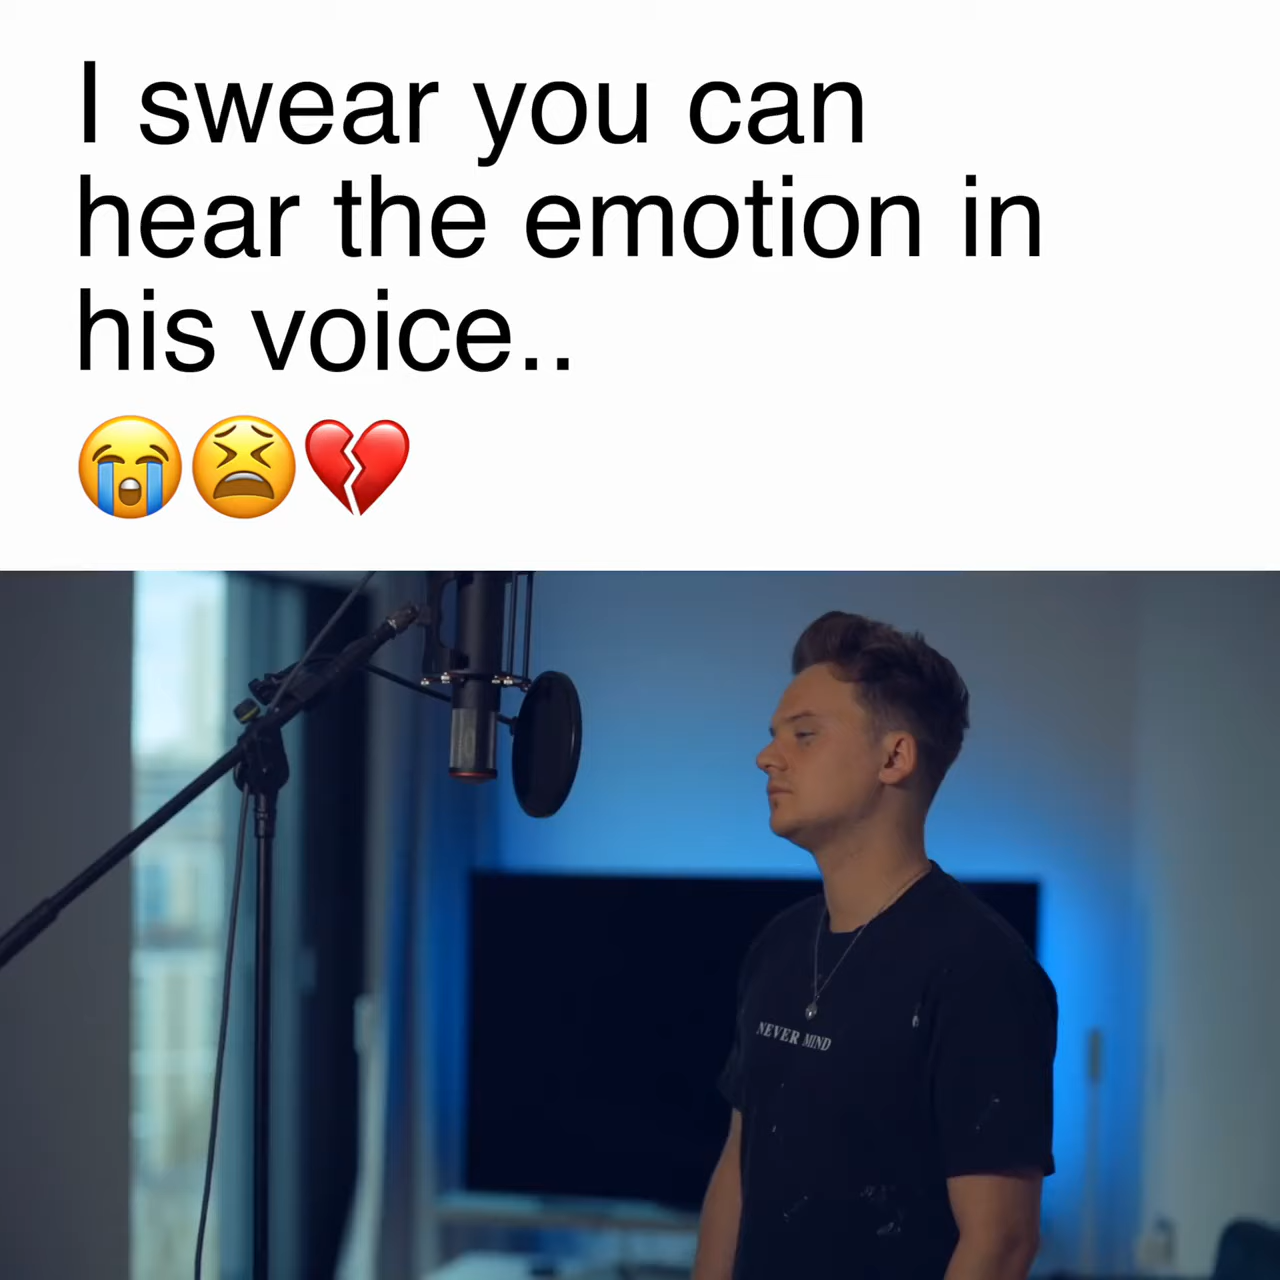 I swear you can
hear the emotion in
his voice..
😭😫💔
NEVER MIND